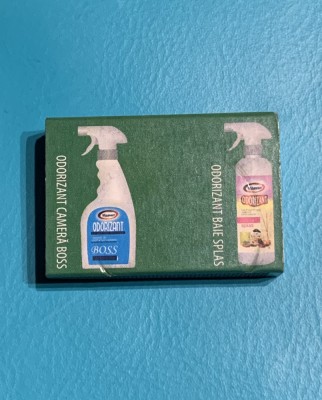 ODORIZANT CAMERĂ BOSS
ODORIZANT
BOSS
ODORIZANT BAIE SPLAS
ODORIZANT